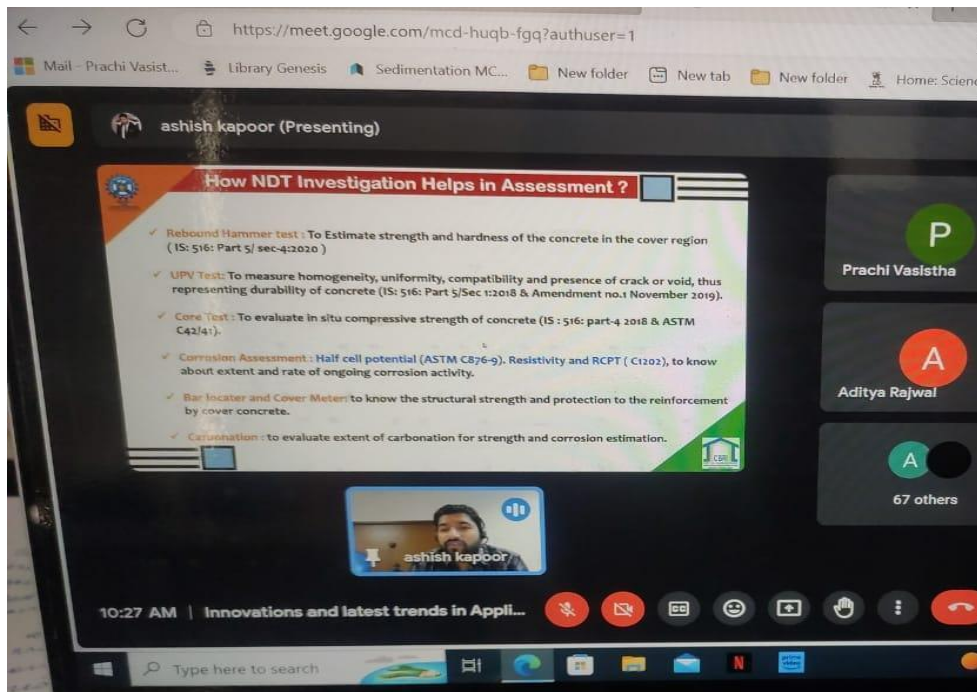 https://meet.google.com/mcd-huqb-fgq?authuser=1
Mail - Prachi Vasist...
Library Genesis
Sedimentation MC...
New folder
New tab
New folder
Home: Scien
ashish kapoor (Presenting)
How NDT Investigation Helps in Assessment ?
✓ Rebound Hammer test : To Estimate strength and hardness of the concrete in the cover region
( IS: 516: Part 5/ sec-4:2020 )
✓ UPV Test: To measure homogeneity, uniformity, compatibility and presence of crack or void, thus
representing durability of concrete (IS: 516: Part 5/Sec 1:2018 & Amendment no.1 November 2019).
✓ Core Test : To evaluate in situ compressive strength of concrete (IS : 516: part-4 2018 & ASTM
C42/41).
✓ Corrosion Assessment : Half cell potential (ASTM C876-9). Resistivity and RCPT ( C1202), to know
about extent and rate of ongoing corrosion activity.
✓ Bar locater and Cover Meter: to know the structural strength and protection to the reinforcement
by cover concrete.
✓ Carbonation : to evaluate extent of carbonation for strength and corrosion estimation.
CBRI
P
Prachi Vasistha
A
Aditya Rajwal
A
67 others
ashish kapoor
10:27 AM | Innovations and latest trends in Appli...
CC
Type here to search
N
prime video